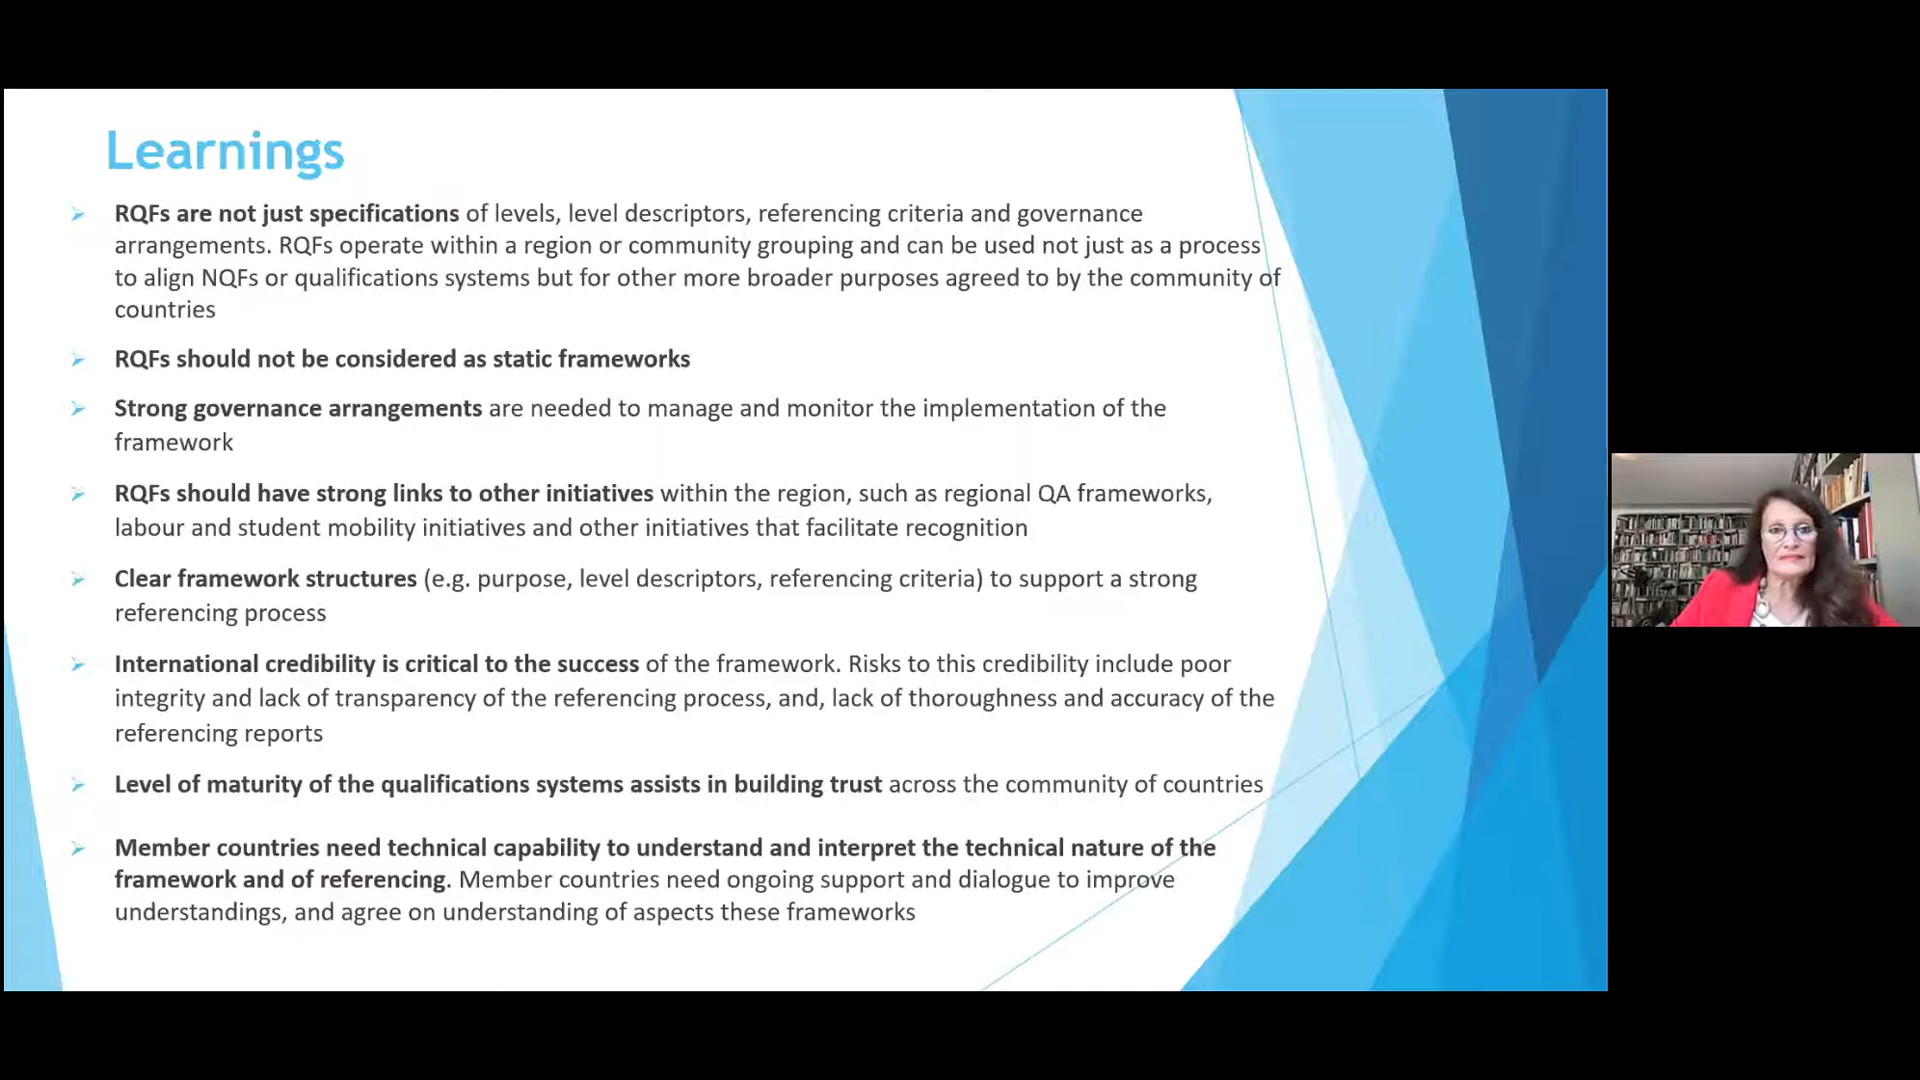 Learnings
RQFs are not just specifications of levels, level descriptors, referencing criteria and governance
arrangements. RQFs operate within a region or community grouping and can be used not just as a process
to align NQFs or qualifications systems but for other more broader purposes agreed to by the community of
countries
RQFs should not be considered as static frameworks
Strong governance arrangements are needed to manage and monitor the implementation of the
framework
RQFs should have strong links to other initiatives within the region, such as regional QA frameworks,
labour and student mobility initiatives and other initiatives that facilitate recognition
Clear framework structures (e.g. purpose, level descriptors, referencing criteria) to support a strong
referencing process
International credibility is critical to the success of the framework. Risks to this credibility include poor
integrity and lack of transparency of the referencing process, and, lack of thoroughness and accuracy of the
referencing reports
Level of maturity of the qualifications systems assists in building trust across the community of countries
Member countries need technical capability to understand and interpret the technical nature of the
framework and of referencing. Member countries need ongoing support and dialogue to improve
understandings, and agree on understanding of aspects these frameworks